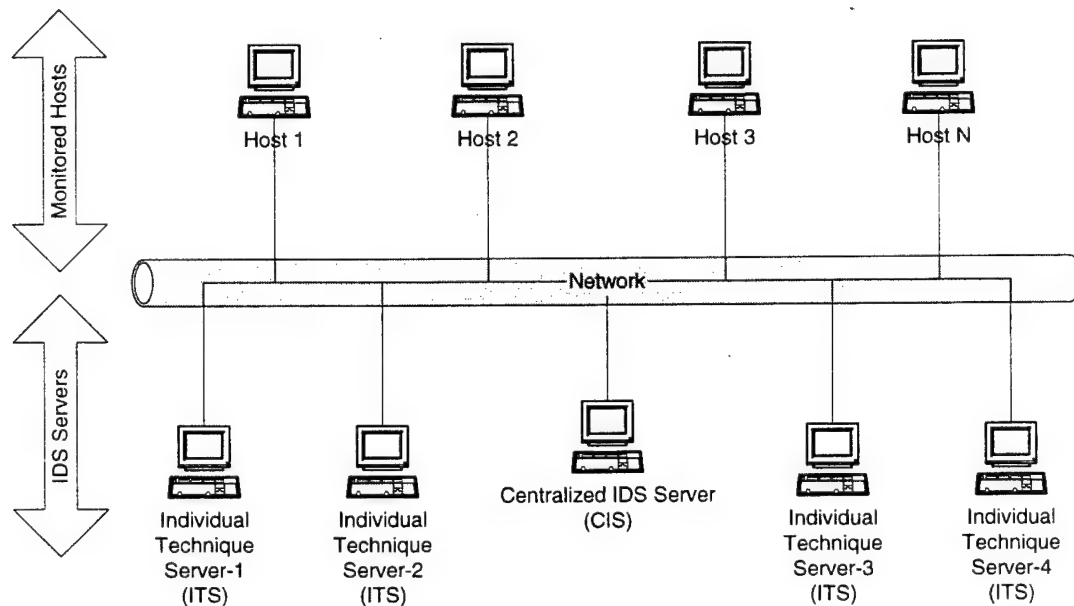 Monitored Hosts
Host 1
Host 2
Host 3
Host N
Network
IDS Servers
Individual
Technique
Server-1
(ITS)
Individual
Technique
Server-2
(ITS)
Centralized IDS Server
(CIS)
Individual
Technique
Server-3
(ITS)
Individual
Technique
Server-4
(ITS)